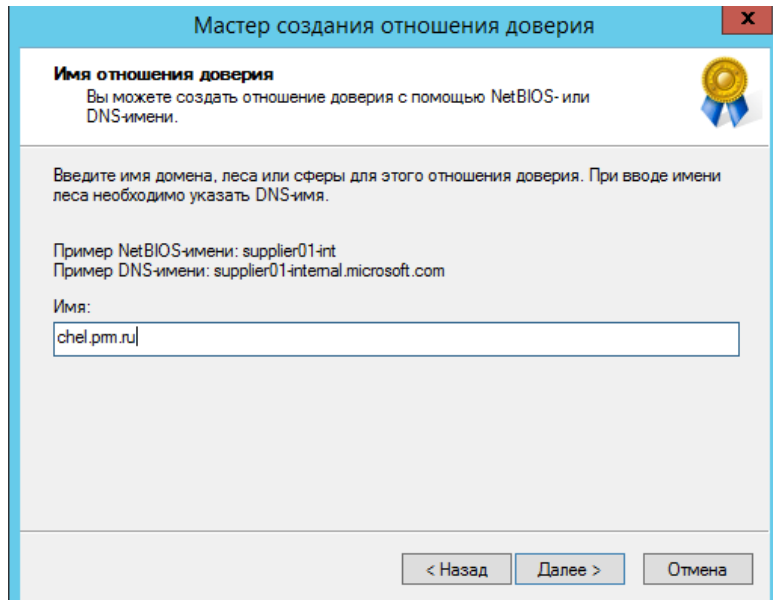 Мастер создания отношения доверия
x
Имя отношения доверия
Вы можете создать отношение доверия с помощью NetBIOS- или
DNS-имени.
Введите имя домена, леса или сферы для этого отношения доверия. При вводе имени
леса необходимо указать DNS-имя.
Пример NetBIOS-имени: supplier01-int
Пример DNS-имени: supplier01-internal.microsoft.com
Имя:
chel.prm.ru
< Назад
Далее >
Отмена